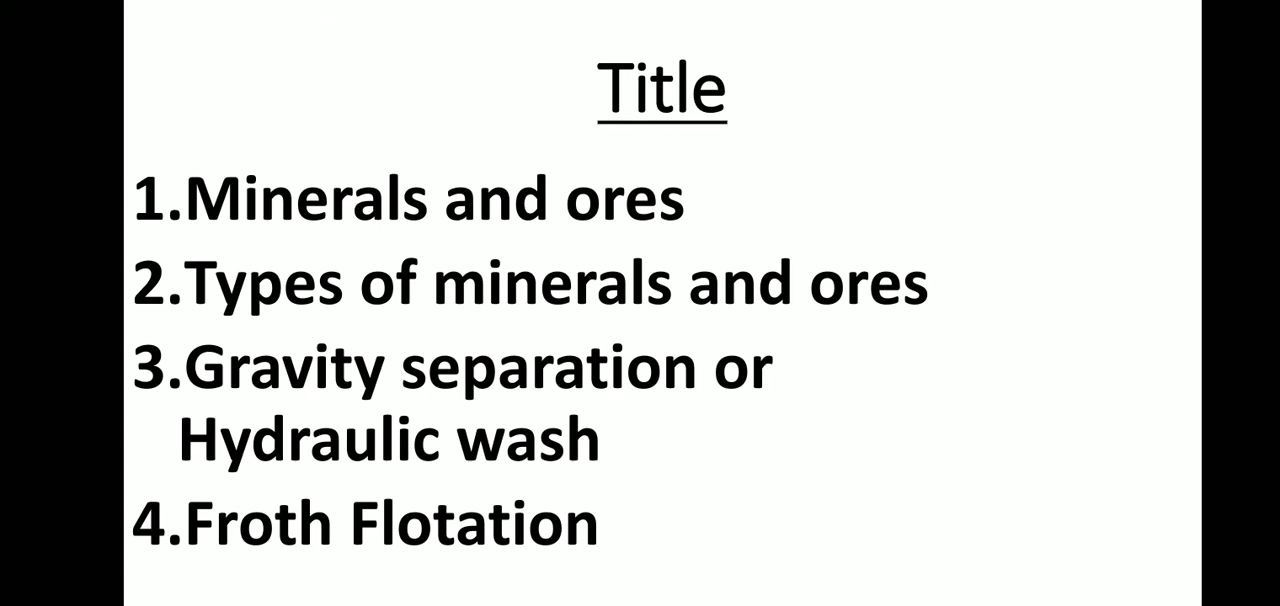 Title
1.Minerals and ores
2.Types of minerals and ores
3.Gravity separation or
Hydraulic wash
4.Froth Flotation